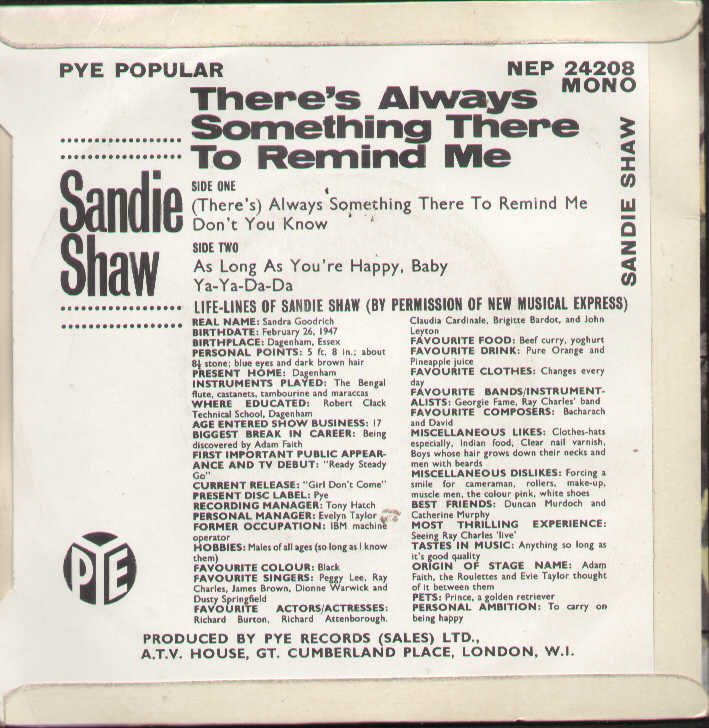 PYE POPULAR
NEP 24208
MONO
There's Always
Something There
To Remind Me
Sandie
Shaw
SANDIE SHAW
SIDE ONE
(There's) Always Something There To Remind Me
Don't You Know
SIDE TWO
As Long As You're Happy, Baby
Ya-Ya-Da-Da
LIFE-LINES OF SANDIE SHAW (BY PERMISSION OF NEW MUSICAL EXPRESS)
REAL NAME: Sandra Goodrich
BIRTHDATE: February 26, 1947
BIRTHPLACE: Dagenham, Essex
PERSONAL POINTS: 5 ft. 8 in.; about
8½ stone; blue eyes and dark brown hair
PRESENT HOME: Dagenham
INSTRUMENTS PLAYED: The Bengal
flute, castanets, tambourine and maraccas
WHERE EDUCATED: Robert Clack
Technical School, Dagenham
AGE ENTERED SHOW BUSINESS: 17
BIGGEST BREAK IN CAREER: Being
discovered by Adam Faith
FIRST IMPORTANT PUBLIC APPEAR-
ANCE AND TV DEBUT: "Ready Steady
Go"
CURRENT RELEASE: "Girl Don't Come"
PRESENT DISC LABEL: Pye
RECORDING MANAGER: Tony Hatch
PERSONAL MANAGER: Evelyn Taylor
FORMER OCCUPATION: IBM machine
operator
HOBBIES: Males of all ages (so long as I know
them)
FAVOURITE COLOUR: Black
FAVOURITE SINGERS: Peggy Lee, Ray
Charles, James Brown, Dionne Warwick and
Dusty Springfield
FAVOURITE ACTORS/ACTRESSES:
Richard Burton, Richard Attenborough,
Claudia Cardinale, Brigitte Bardot, and John
Leyton
FAVOURITE FOOD: Beef curry, yoghurt
FAVOURITE DRINK: Pure Orange and
Pineapple juice
FAVOURITE CLOTHES: Changes every
day
FAVOURITE BANDS/INSTRUMENT-
ALISTS: Georgie Fame, Ray Charles' band
FAVOURITE COMPOSERS: Bacharach
and David
MISCELLANEOUS LIKES: Clothes-hats
especially, Indian food, Clear nail varnish,
Boys whose hair grows down their necks and
men with beards
MISCELLANEOUS DISLIKES: Forcing a
smile for cameraman, rollers, make-up,
muscle men, the colour pink, white shoes
BEST FRIENDS: Duncan Murdoch and
Catherine Murphy
MOST THRILLING EXPERIENCE:
Seeing Ray Charles 'live'
TASTES IN MUSIC: Anything so long as
it's good quality
ORIGIN OF STAGE NAME: Adam
Faith, the Roulettes and Evie Taylor thought
of it between them
PETS: Prince, a golden retriever
PERSONAL AMBITION: To carry on
being happy
PYE
PRODUCED BY PYE RECORDS (SALES) LTD.,
A.T.V. HOUSE, GT. CUMBERLAND PLACE, LONDON, W.I.